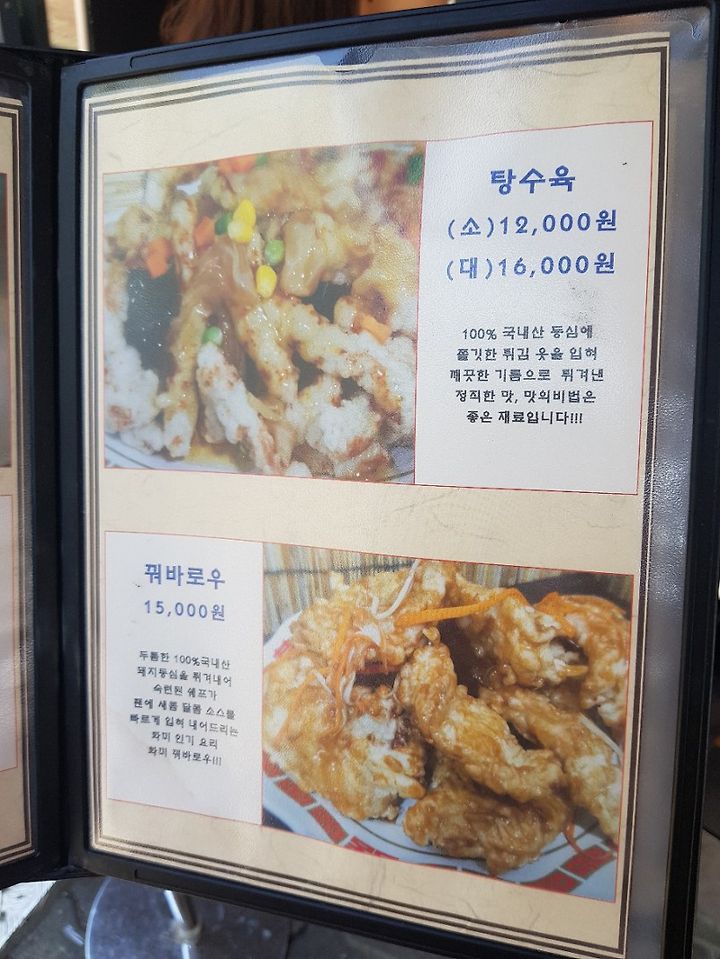 탕수육
(소)12,000원
(대)16,000원
100% 국내산 등심에
쫄깃한 튀김 옷을 입혀
깨끗한 기름으로 튀겨낸
정직한 맛, 맛의비법은
좋은 재료입니다!!!
꿔바로우
15,000원
두툼한 100%국내산
돼지등심을 튀겨내어
숙련된 쉐프가
팬에 새콤 달콤 소스를
빠르게 입혀 내어드리는
화미 인기 요리
화미 꿔바로우!!!